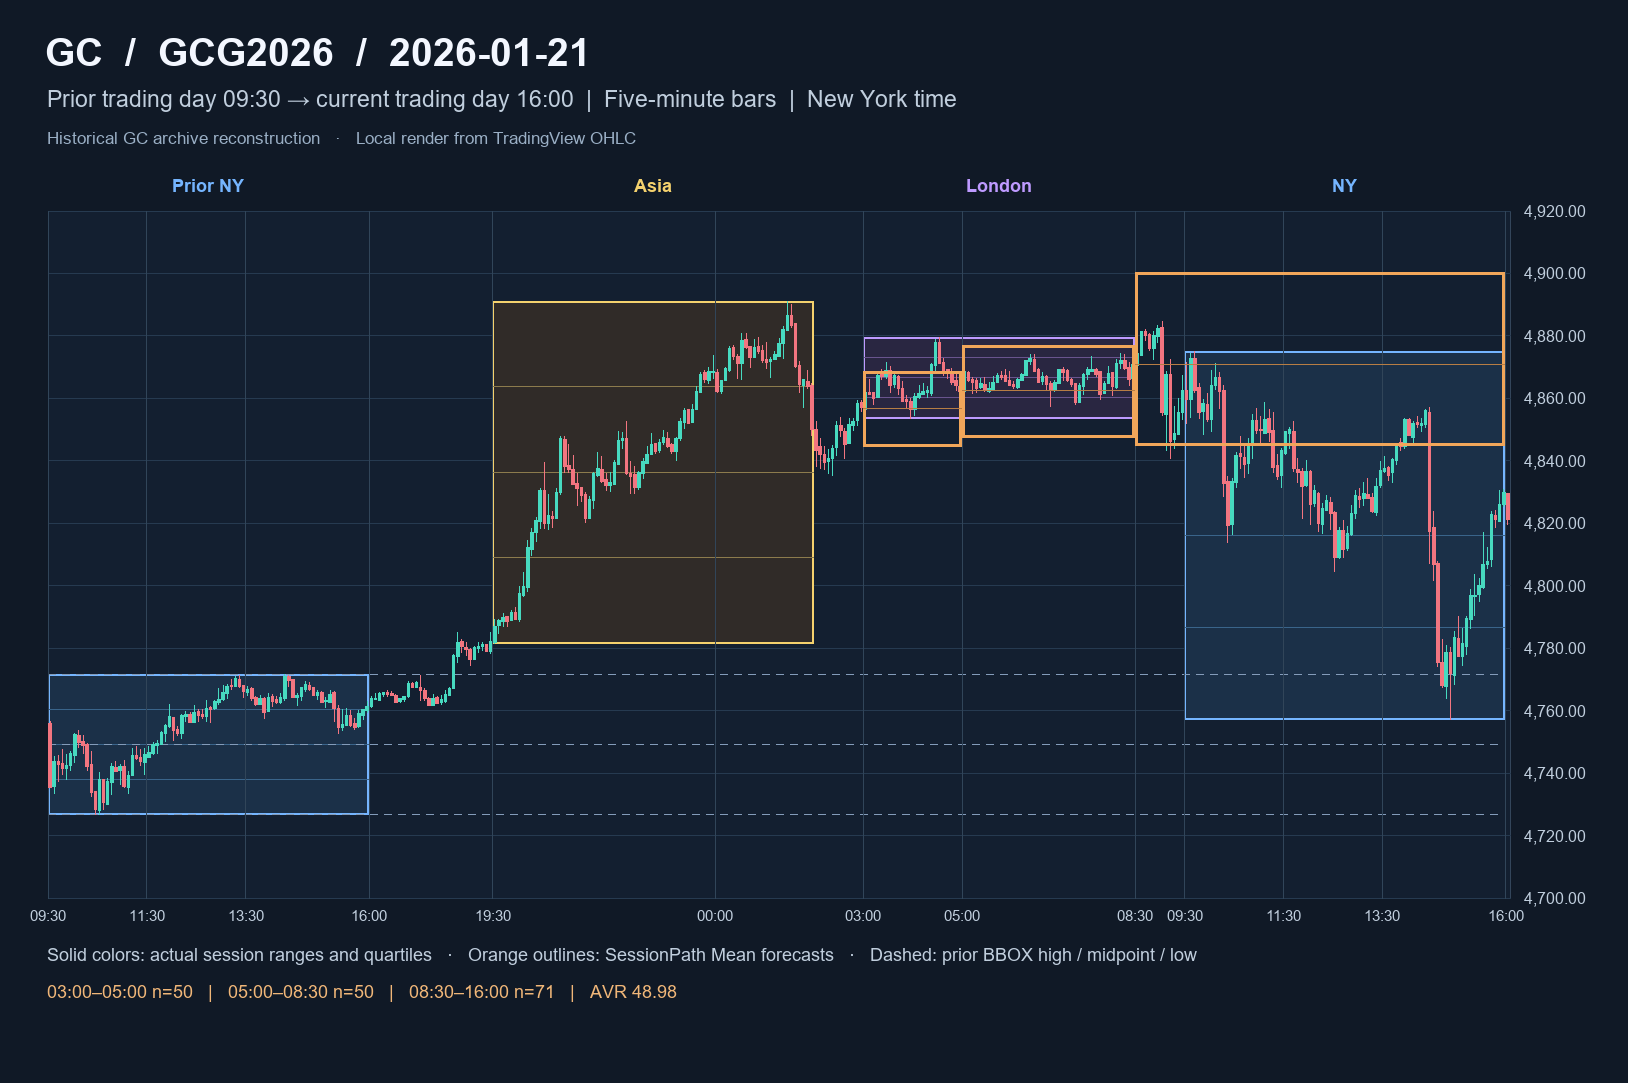 GC / GCG2026 / 2026-01-21
Prior trading day 09:30 → current trading day 16:00 | Five-minute bars | New York time
Historical GC archive reconstruction · Local render from TradingView OHLC
Prior NY Asia London NY
4,920.00
4,900.00
4,880.00
4,860.00
4,840.00
4,820.00
4,800.00
4,780.00
4,760.00
4,740.00
4,720.00
4,700.00
09:30 11:30 13:30 16:00 19:30 00:00 03:00 05:00 08:30 09:30 11:30 13:30 16:00
Solid colors: actual session ranges and quartiles · Orange outlines: SessionPath Mean forecasts · Dashed: prior BBOX high / midpoint / low
03:00–05:00 n=50 | 05:00–08:30 n=50 | 08:30–16:00 n=71 | AVR 48.98